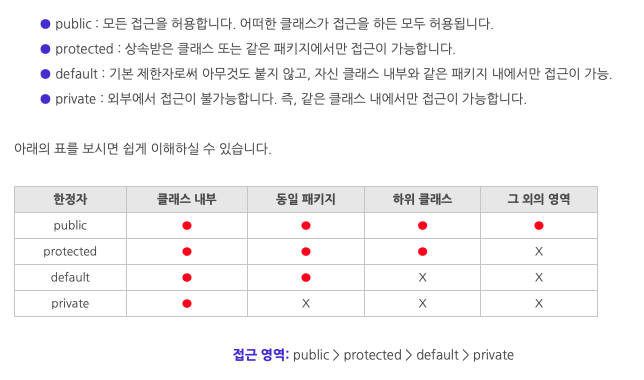 ● public : 모든 접근을 허용합니다. 어떠한 클래스가 접근을 하든 모두 허용됩니다.
● protected : 상속받은 클래스 또는 같은 패키지에서만 접근이 가능합니다.
● default : 기본 제한자로써 아무것도 붙지 않고, 자신 클래스 내부와 같은 패키지 내에서만 접근이 가능.
● private : 외부에서 접근이 불가능합니다. 즉, 같은 클래스 내에서만 접근이 가능합니다.
아래의 표를 보시면 쉽게 이해하실 수 있습니다.
한정자 클래스 내부 동일 패키지 하위 클래스 그 외의 영역
public ● ● ● ●
protected ● ● ● X
default ● ● X X
private ● X X X
접근 영역: public > protected > default > private